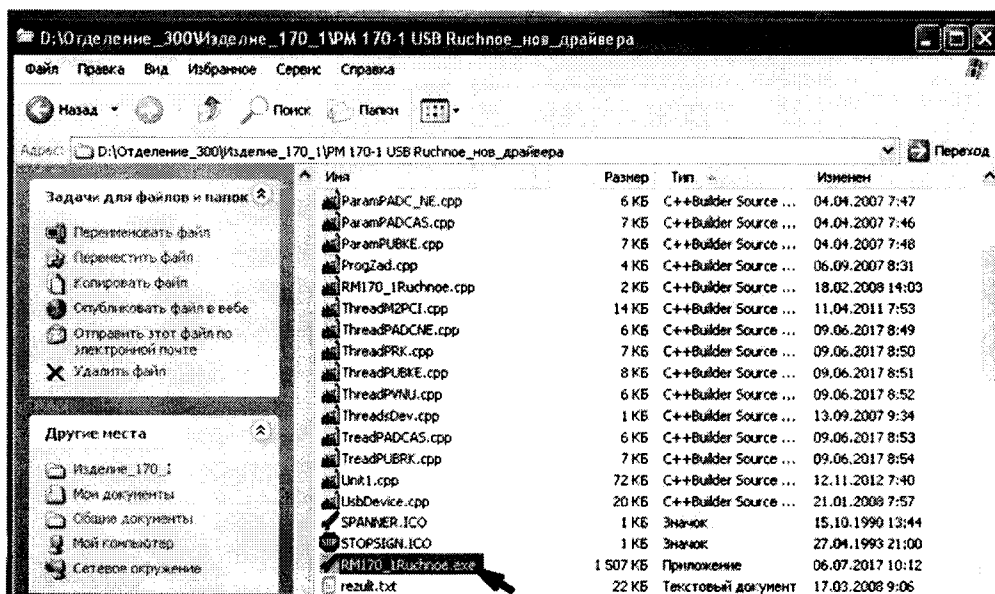 D:\Отделение_300\Изделие_170_1\РМ 170-1 USB Ruchnoe_нов_драйвера
Файл Правка Вид Избранное Сервис Справка
Назад Поиск Папки
Адрес: D:\Отделение_300\Изделие_170_1\РМ 170-1 USB Ruchnoe_нов_драйвера Переход
Задачи для файлов и папок
Переименовать файл
Переместить файл
Копировать файл
Опубликовать файл в вебе
Отправить этот файл по
электронной почте
Удалить файл
Другие места
Изделие_170_1
Мои документы
Общие документы
Мой компьютер
Сетевое окружение
Имя Размер Тип Изменен
ParamPADC_NE.cpp 6 КБ C++Builder Source ... 04.04.2007 7:47
ParamPADCAS.cpp 7 КБ C++Builder Source ... 04.04.2007 7:46
ParamPUBKE.cpp 7 КБ C++Builder Source ... 04.04.2007 7:48
ProgZad.cpp 4 КБ C++Builder Source ... 06.09.2007 8:31
RM170_1Ruchnoe.cpp 2 КБ C++Builder Source ... 18.02.2008 14:03
ThreadM2PCI.cpp 14 КБ C++Builder Source ... 11.04.2011 7:53
ThreadPADCNE.cpp 6 КБ C++Builder Source ... 09.06.2017 8:49
ThreadPRK.cpp 7 КБ C++Builder Source ... 09.06.2017 8:50
ThreadPUBKE.cpp 8 КБ C++Builder Source ... 09.06.2017 8:51
ThreadPVNU.cpp 6 КБ C++Builder Source ... 09.06.2017 8:52
ThreadsDev.cpp 1 КБ C++Builder Source ... 13.09.2007 9:34
TreadPADCAS.cpp 6 КБ C++Builder Source ... 09.06.2017 8:53
TreadPUBRK.cpp 7 КБ C++Builder Source ... 09.06.2017 8:54
Unit1.cpp 72 КБ C++Builder Source ... 12.11.2012 7:40
UsbDevice.cpp 20 КБ C++Builder Source ... 21.01.2008 7:57
SPANNER.ICO 1 КБ Значок 15.10.1990 13:44
STOPSIGN.ICO 1 КБ Значок 27.04.1993 21:00
RM170_1Ruchnoe.exe 1 507 КБ Приложение 06.07.2017 10:12
rezult.txt 22 КБ Текстовый документ 17.03.2008 9:06